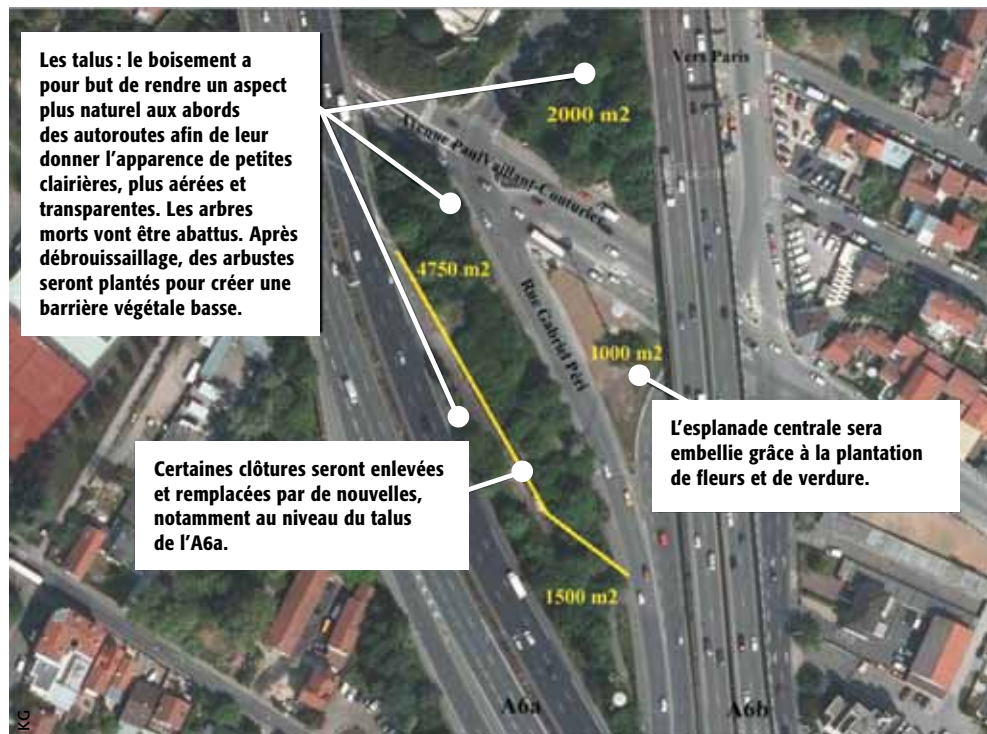 Les talus : le boisement a
pour but de rendre un aspect
plus naturel aux abords
des autoroutes afin de leur
donner l'apparence de petites
clairières, plus aérées et
transparentes. Les arbres
morts vont être abattus. Après
débrouissaillage, des arbustes
seront plantés pour créer une
barrière végétale basse.
Vers Paris
2000 m2
Avenue Paul Vaillant-Couturier
4750 m2
Rue Gabriel Péri
1000 m2
L'esplanade centrale sera
embellie grâce à la plantation
de fleurs et de verdure.
Certaines clôtures seront enlevées
et remplacées par de nouvelles,
notamment au niveau du talus
de l'A6a.
1500 m2
A6a
A6b
KG